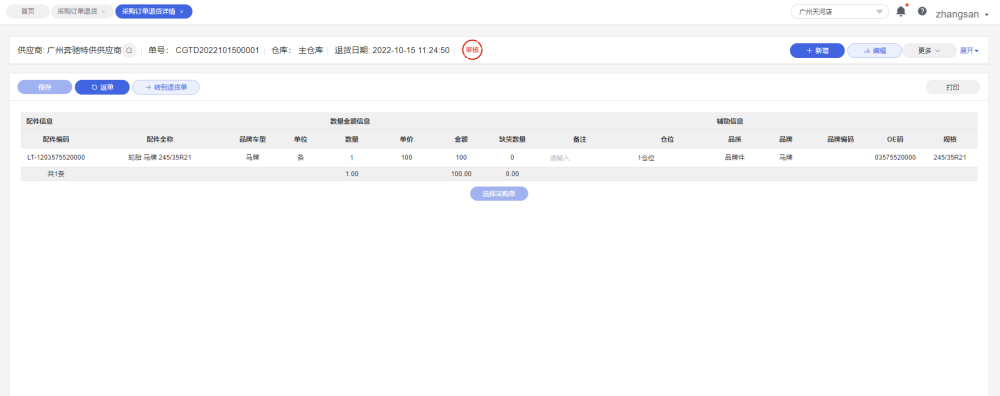 首页 采购订单退货 × 采购订单退货详情 × 广州天河店 zhangsan
供应商: 广州奔驰特供供应商 单号: CGTD2022101500001 仓库: 主仓库 退货日期: 2022-10-15 11:24:50 审核 + 新增 编辑 更多 展开
保存 返单 → 转到退货单 打印
配件信息 数量金额信息 辅助信息
配件编码 配件全称 品牌车型 单位 数量 单价 金额 缺货数量 备注 仓位 品质 品牌 品牌编码 OE码 规格
LT-1203575520000 轮胎 马牌 245/35R21 马牌 条 1 100 100 0 请输入 1仓位 品牌件 马牌 03575520000 245/35R21
共1条 1.00 100.00 0.00
选择采购单